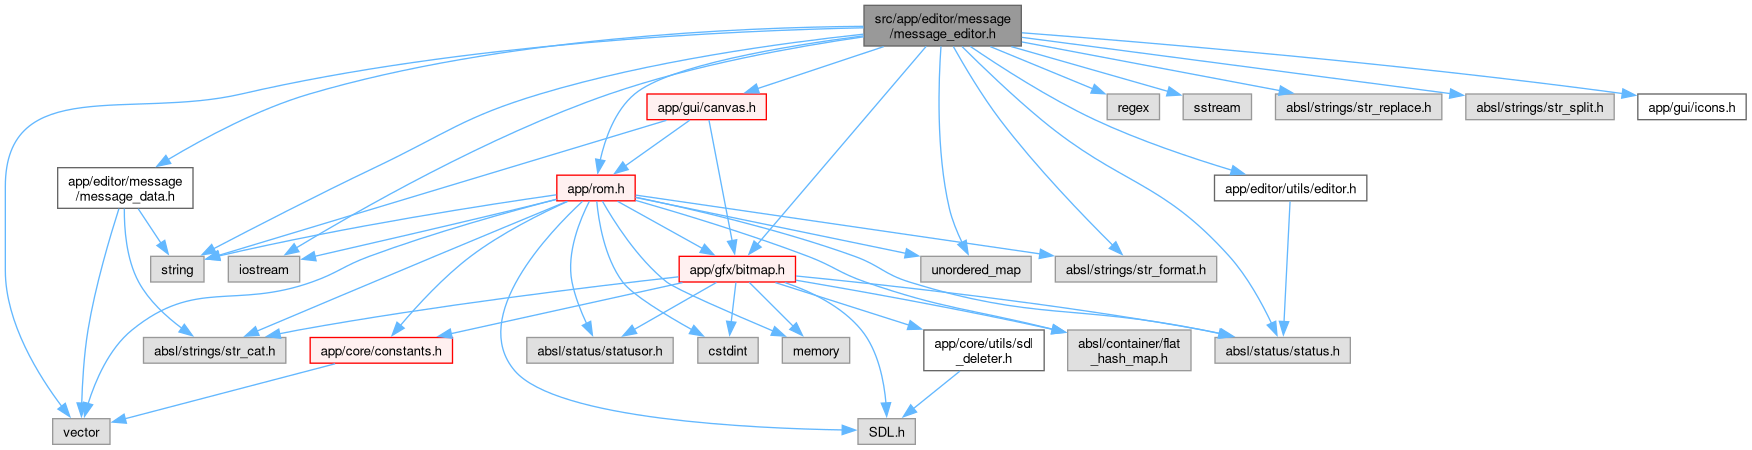 src/app/editor/message
/message_editor.h
app/gui/canvas.h
regex
sstream
absl/strings/str_replace.h
absl/strings/str_split.h
app/gui/icons.h
app/editor/message
/message_data.h
app/rom.h
app/editor/utils/editor.h
string
iostream
app/gfx/bitmap.h
unordered_map
absl/strings/str_format.h
absl/strings/str_cat.h
app/core/constants.h
absl/status/statusor.h
cstdint
memory
app/core/utils/sdl
_deleter.h
absl/container/flat
_hash_map.h
absl/status/status.h
vector
SDL.h